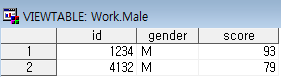 VIEWTABLE: Work.Male
id gender score
1 1234 M 93
2 4132 M 79